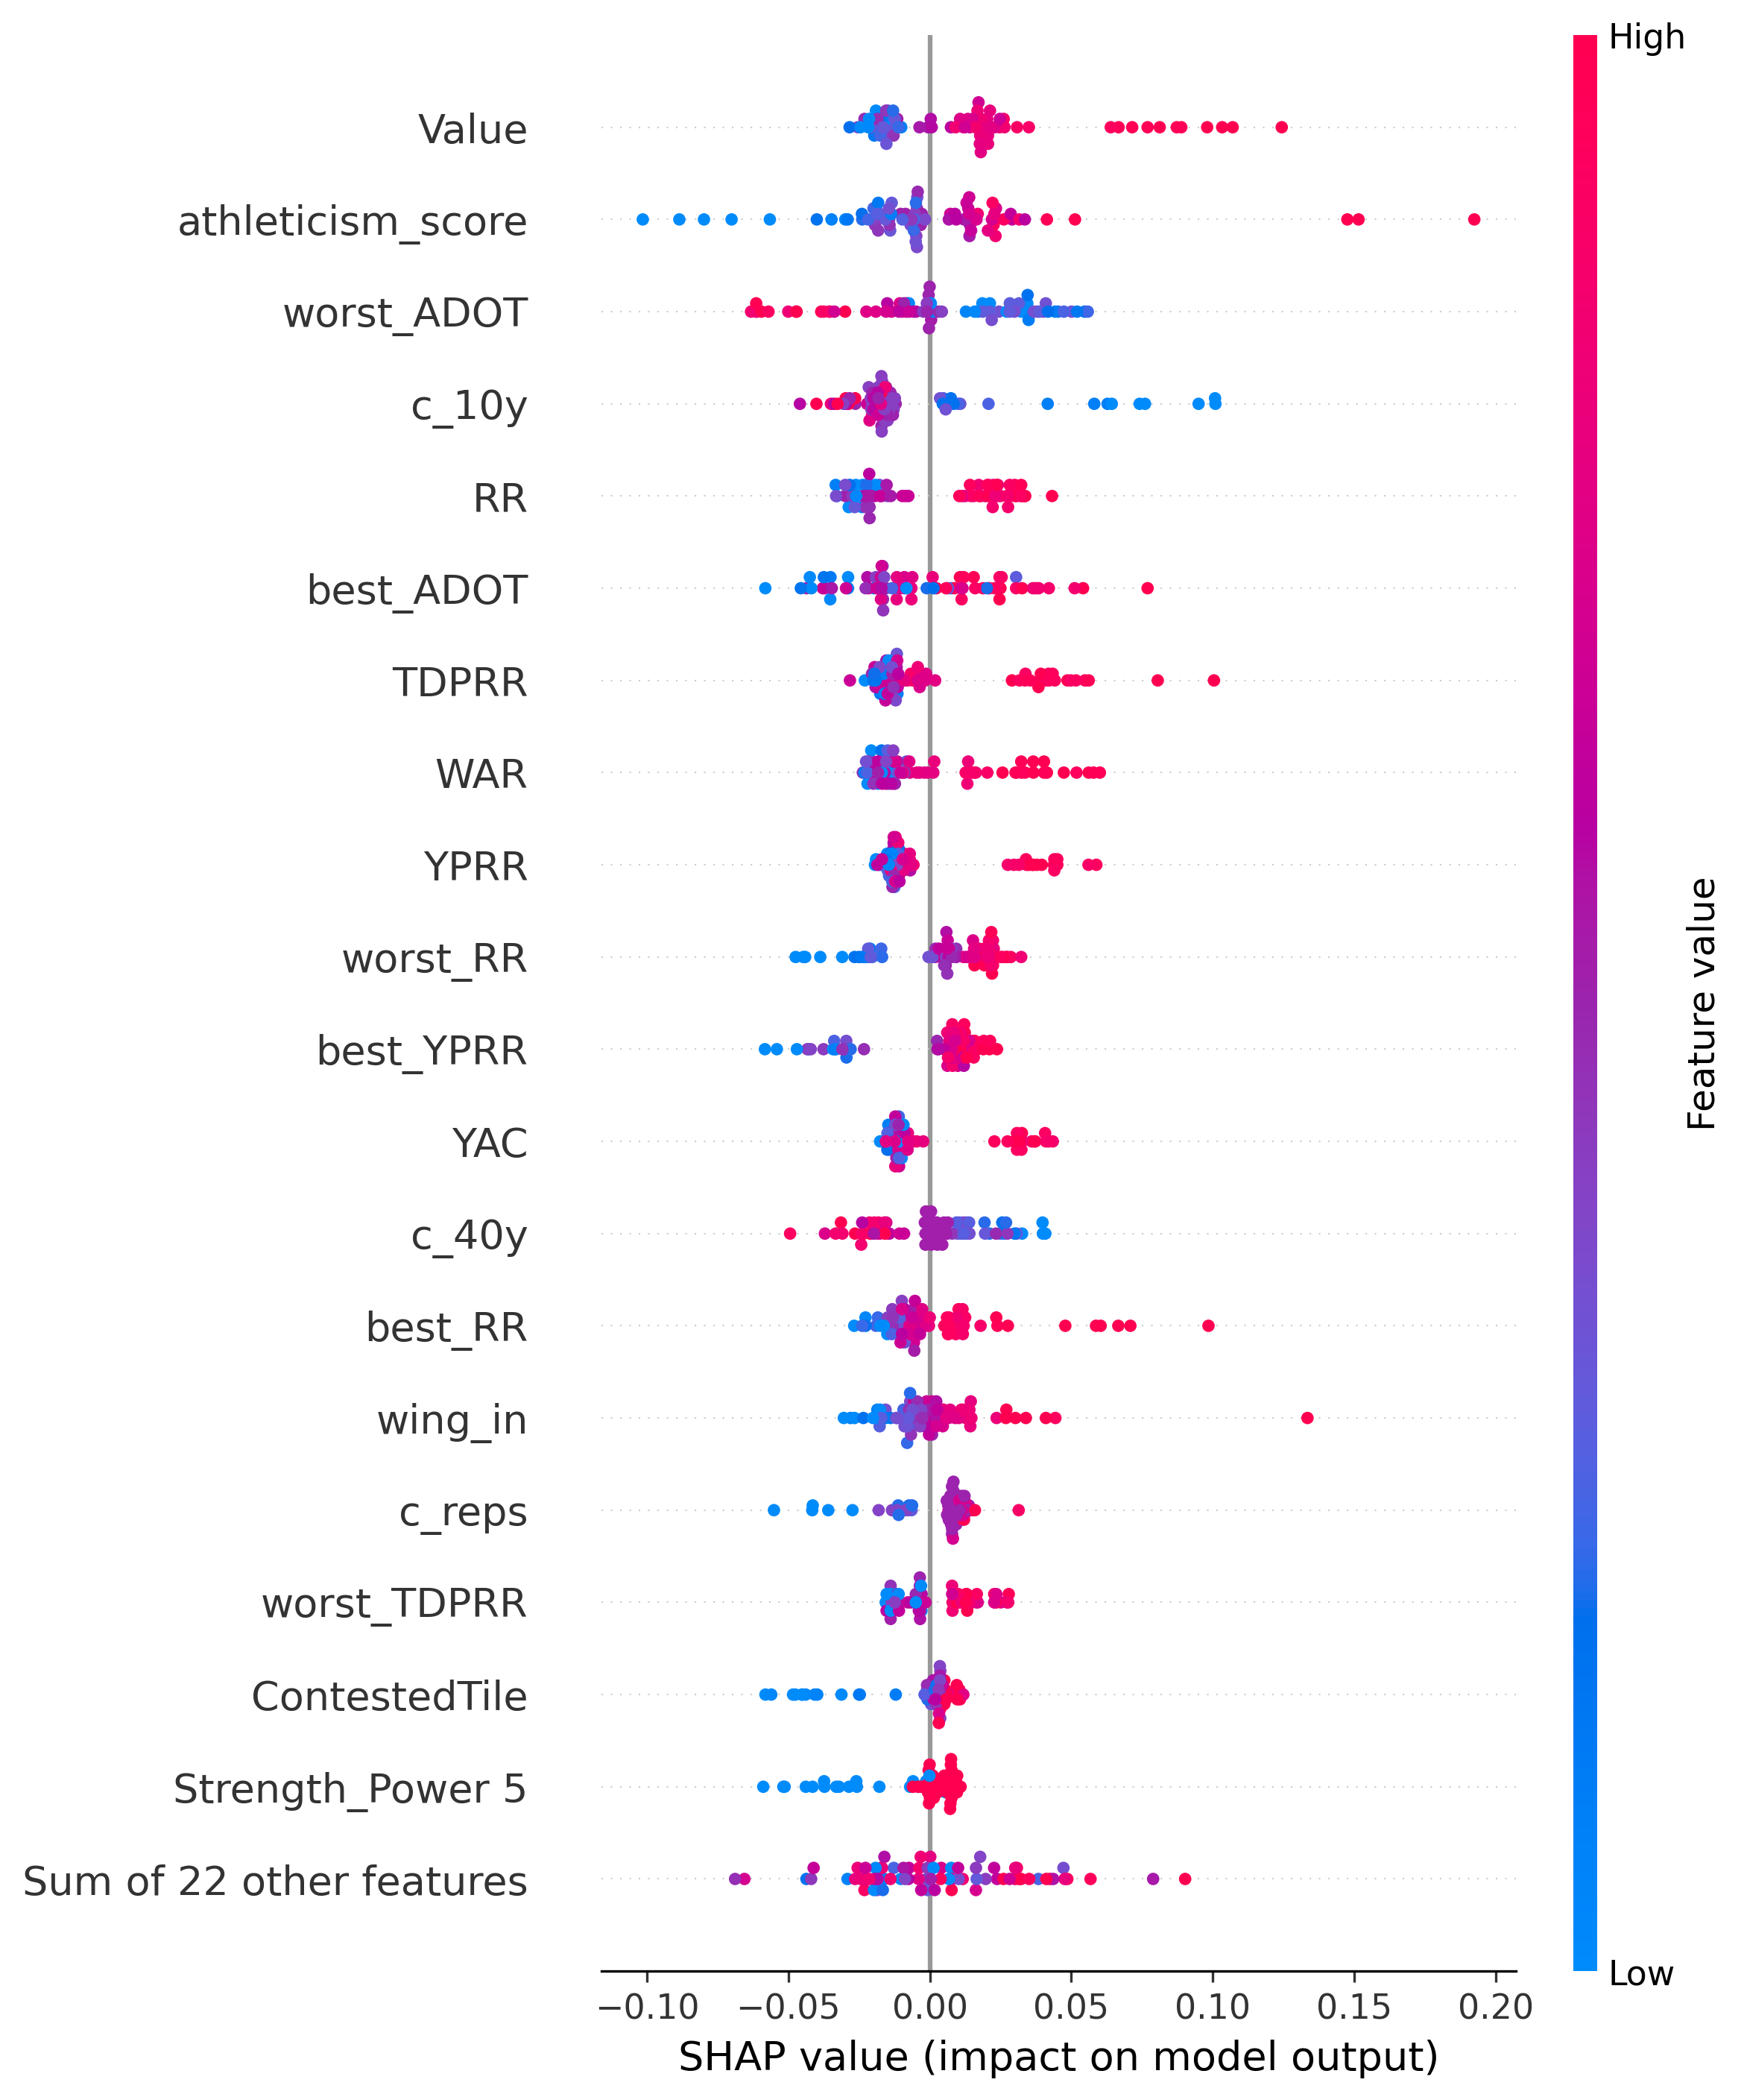 High
Value
athleticism_score
worst_ADOT
c_10y
RR
best_ADOT
TDPRR
WAR
YPRR
worst_RR
best_YPRR
YAC
c_40y
best_RR
wing_in
c_reps
worst_TDPRR
ContestedTile
Strength_Power 5
Sum of 22 other features
Feature value
Low
−0.10 −0.05 0.00 0.05 0.10 0.15 0.20
SHAP value (impact on model output)